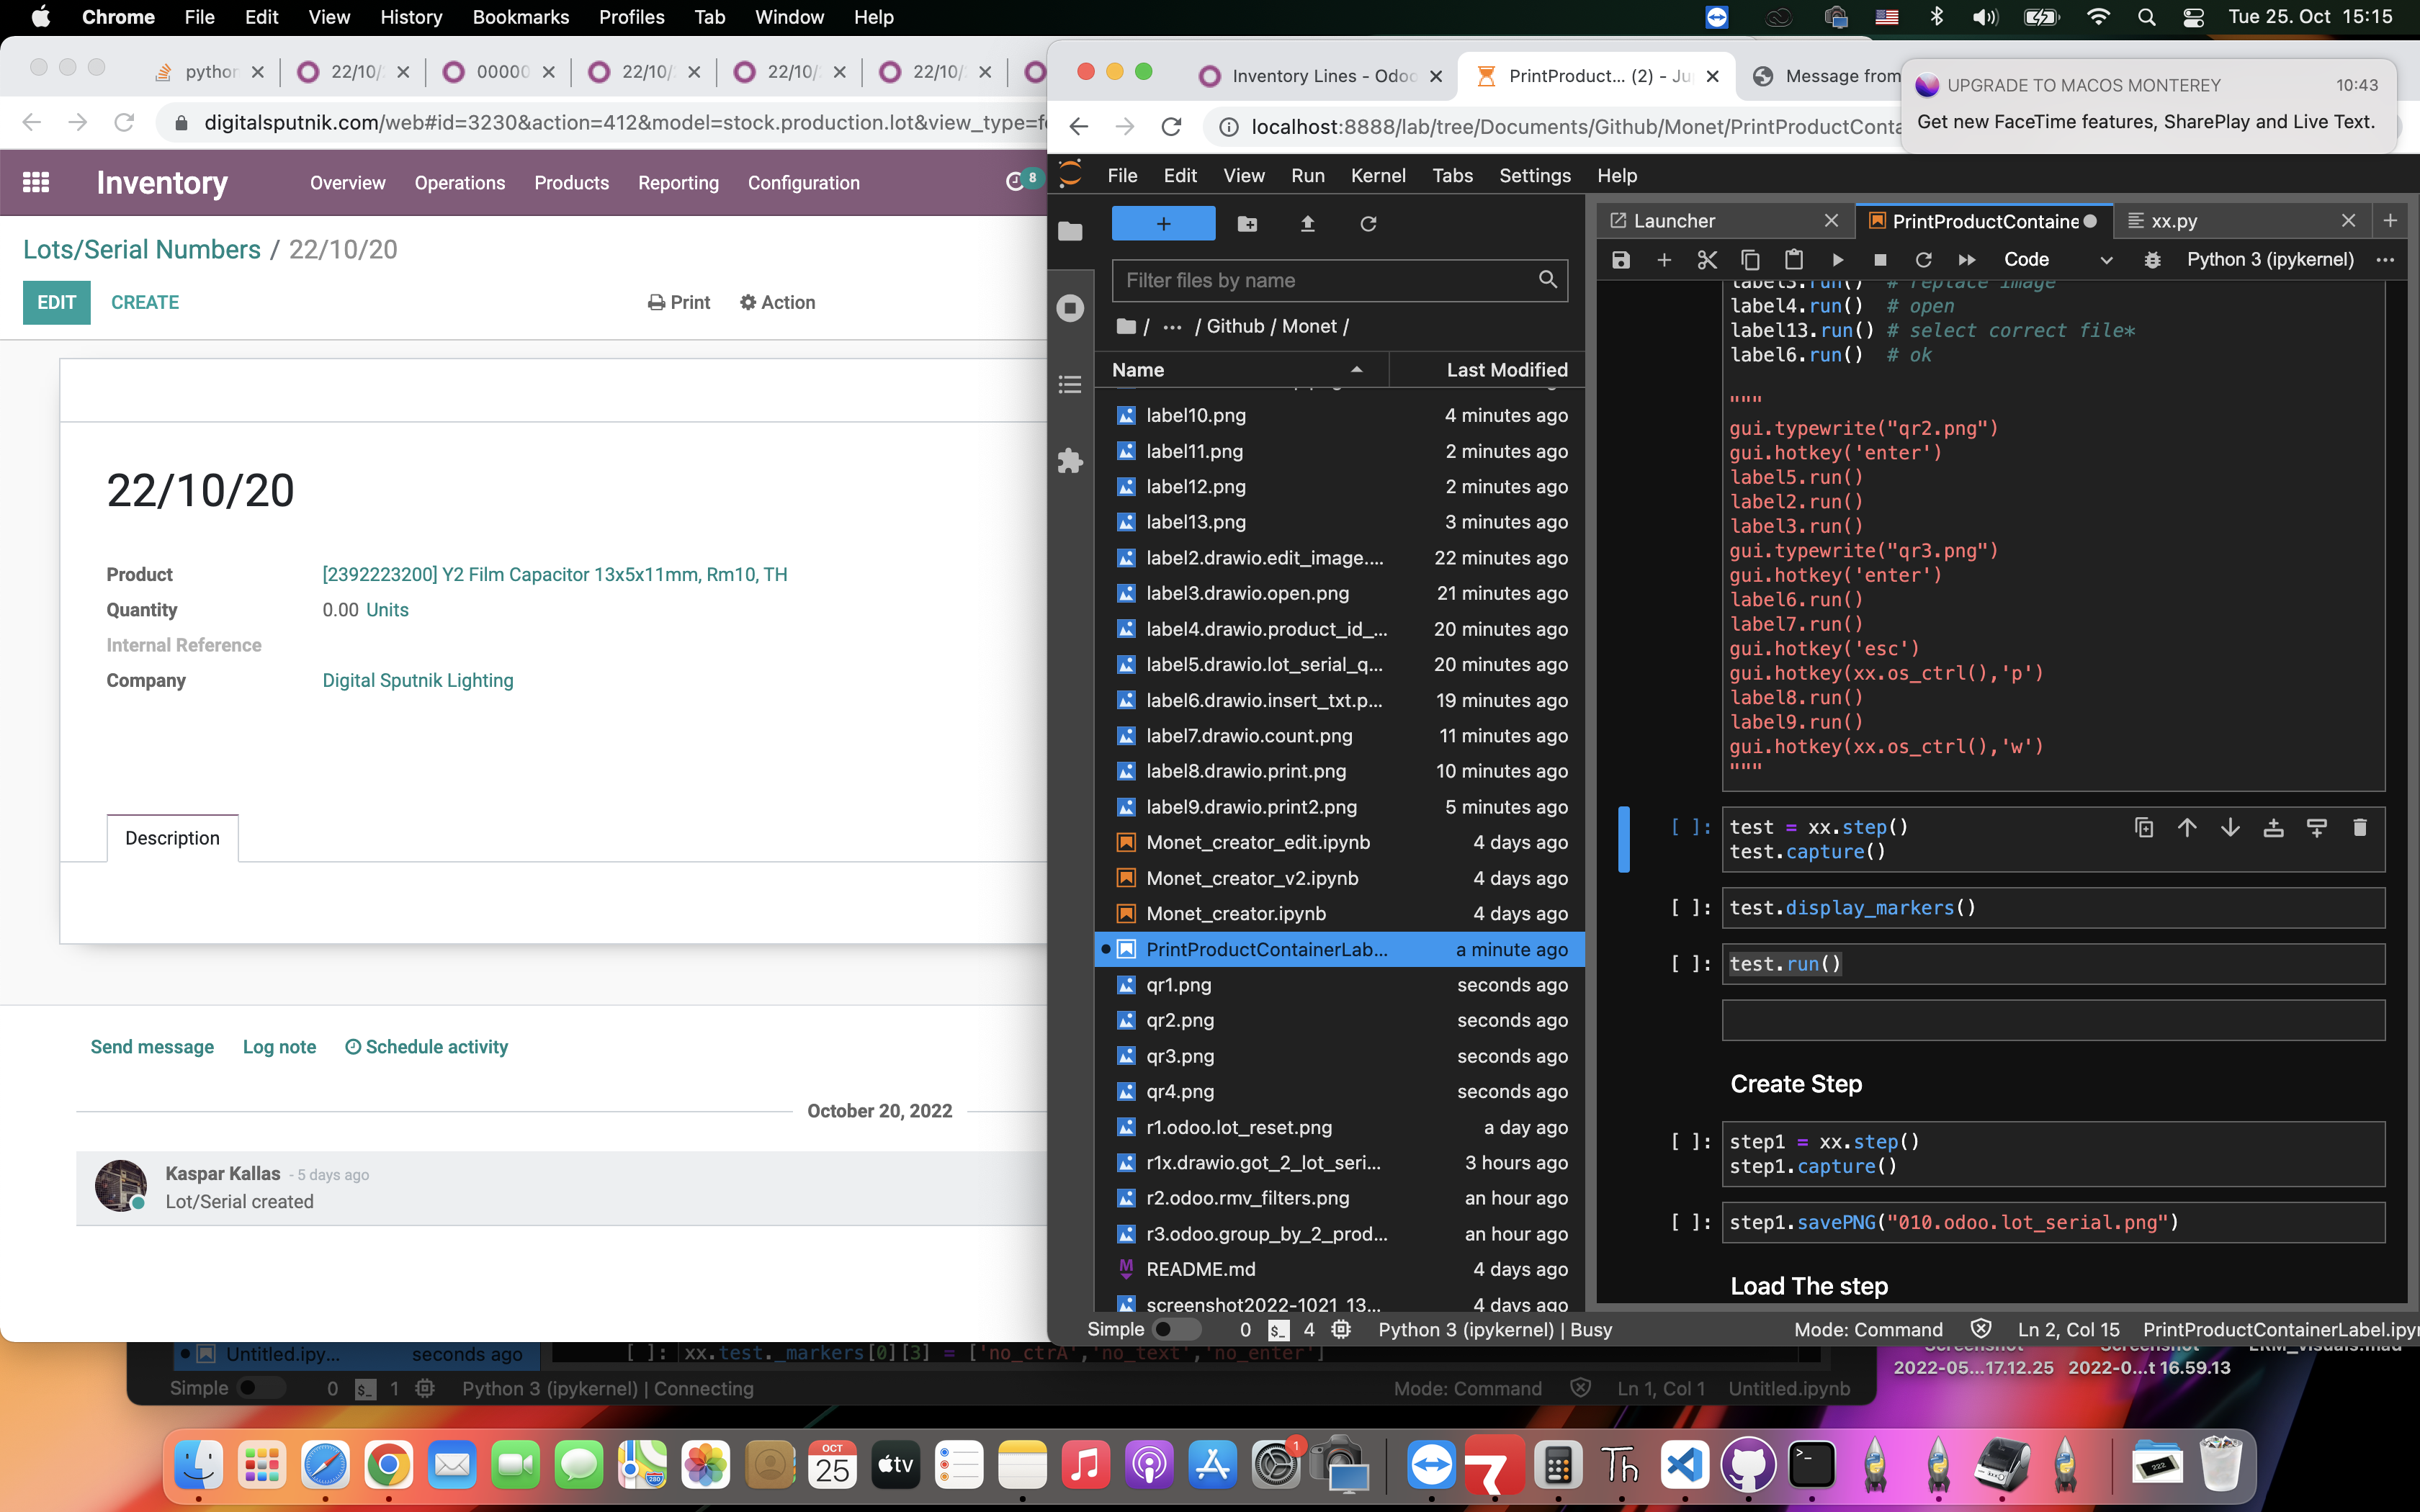 Chrome File Edit View History Bookmarks Profiles Tab Window Help
Tue 25. Oct 15:15
python
22/10/
00000
22/10/
22/10/
22/10/
digitalsputnik.com/web#id=3230&action=412&model=stock.production.lot&view_type=fo
Inventory
Overview Operations Products Reporting Configuration
8
Lots/Serial Numbers / 22/10/20
EDIT CREATE
Print Action
22/10/20
Product [2392223200] Y2 Film Capacitor 13x5x11mm, Rm10, TH
Quantity 0.00 Units
Internal Reference
Company Digital Sputnik Lighting
Description
Send message Log note Schedule activity
October 20, 2022
Kaspar Kallas - 5 days ago
Lot/Serial created
Inventory Lines - Odoo
PrintProduct... (2) - Ju
Message from
UPGRADE TO MACOS MONTEREY 10:43
Get new FaceTime features, SharePlay and Live Text.
localhost:8888/lab/tree/Documents/Github/Monet/PrintProductConta
File Edit View Run Kernel Tabs Settings Help
Filter files by name
/ ... / Github / Monet /
Name Last Modified
label10.png 4 minutes ago
label11.png 2 minutes ago
label12.png 2 minutes ago
label13.png 3 minutes ago
label2.drawio.edit_image.... 22 minutes ago
label3.drawio.open.png 21 minutes ago
label4.drawio.product_id_... 20 minutes ago
label5.drawio.lot_serial_q... 20 minutes ago
label6.drawio.insert_txt.p... 19 minutes ago
label7.drawio.count.png 11 minutes ago
label8.drawio.print.png 10 minutes ago
label9.drawio.print2.png 5 minutes ago
Monet_creator_edit.ipynb 4 days ago
Monet_creator_v2.ipynb 4 days ago
Monet_creator.ipynb 4 days ago
PrintProductContainerLab... a minute ago
qr1.png seconds ago
qr2.png seconds ago
qr3.png seconds ago
qr4.png seconds ago
r1.odoo.lot_reset.png a day ago
r1x.drawio.got_2_lot_seri... 3 hours ago
r2.odoo.rmv_filters.png an hour ago
r3.odoo.group_by_2_prod... an hour ago
README.md 4 days ago
screenshot2022-1021 13... 4 days ago
Launcher
PrintProductContaine
xx.py
Code
Python 3 (ipykernel)
label3.run() # replace image
label4.run() # open
label13.run() # select correct file*
label6.run() # ok
"""
gui.typewrite("qr2.png")
gui.hotkey('enter')
label5.run()
label2.run()
label3.run()
gui.typewrite("qr3.png")
gui.hotkey('enter')
label6.run()
label7.run()
gui.hotkey('esc')
gui.hotkey(xx.os_ctrl(),'p')
label8.run()
label9.run()
gui.hotkey(xx.os_ctrl(),'w')
"""
[ ]: test = xx.step()
test.capture()
[ ]: test.display_markers()
[ ]: test.run()
Create Step
[ ]: step1 = xx.step()
step1.capture()
[ ]: step1.savePNG("010.odoo.lot_serial.png")
Load The step
Simple 0 $_ 4 Python 3 (ipykernel) | Busy
Mode: Command Ln 2, Col 15 PrintProductContainerLabel.ipyn
Untitled.ipy... seconds ago
[ ]: xx.test._markers[0][3] = ['no_ctrA','no_text','no_enter']
Simple 0 $_ 1 Python 3 (ipykernel) | Connecting
Mode: Command Ln 1, Col 1 Untitled.ipynb
Screenshot
2022-05...17.12.25
Screenshot
2022-0...t 16.59.13
OCT
25
tv
1
Th
222